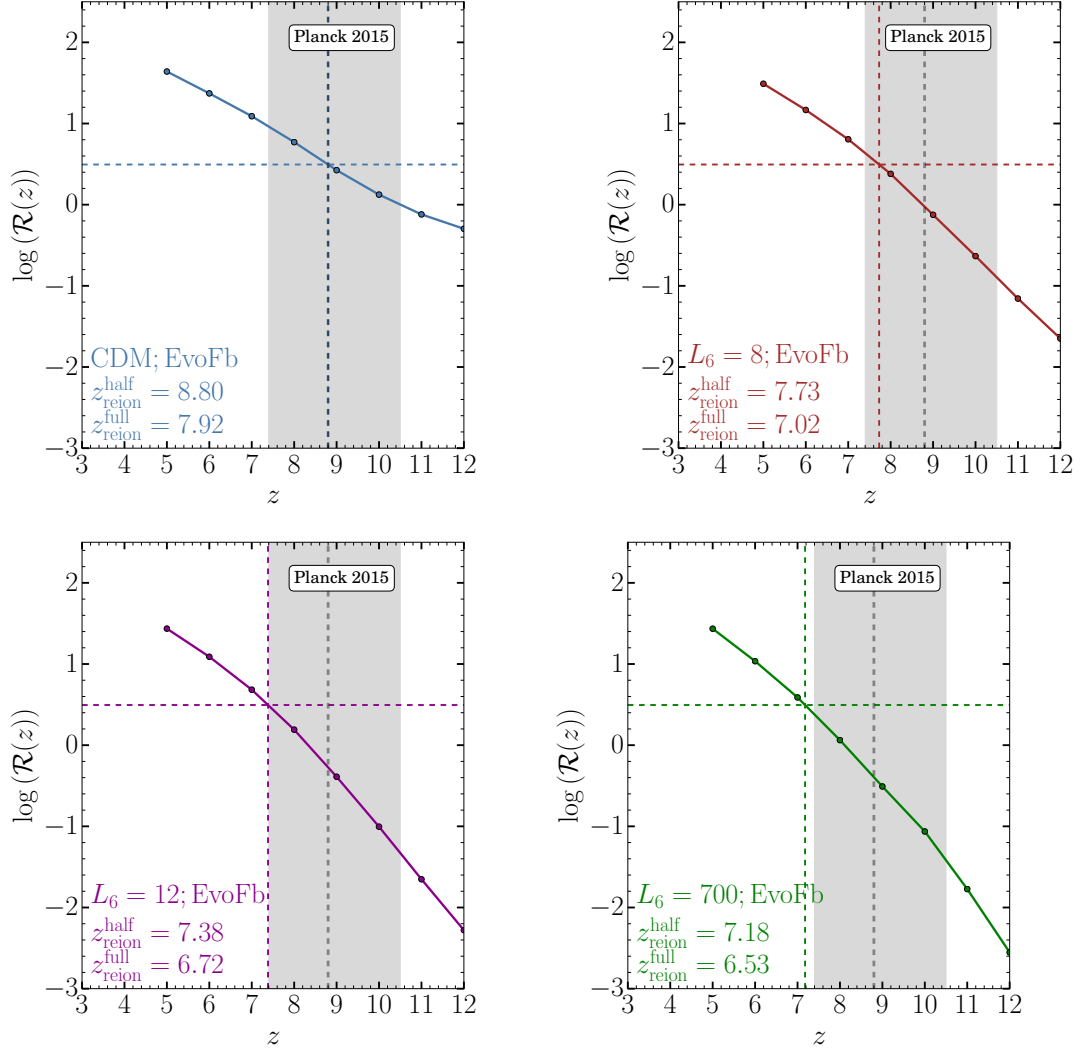 Planck 2015
2
1
0
−1
−2
−3
log (R(z))
CDM; EvoFb
z_reion^half = 8.80
z_reion^full = 7.92
3 4 5 6 7 8 9 10 11 12
z
Planck 2015
2
1
0
−1
−2
−3
log (R(z))
L_6 = 8; EvoFb
z_reion^half = 7.73
z_reion^full = 7.02
3 4 5 6 7 8 9 10 11 12
z
Planck 2015
2
1
0
−1
−2
−3
log (R(z))
L_6 = 12; EvoFb
z_reion^half = 7.38
z_reion^full = 6.72
3 4 5 6 7 8 9 10 11 12
z
Planck 2015
2
1
0
−1
−2
−3
log (R(z))
L_6 = 700; EvoFb
z_reion^half = 7.18
z_reion^full = 6.53
3 4 5 6 7 8 9 10 11 12
z